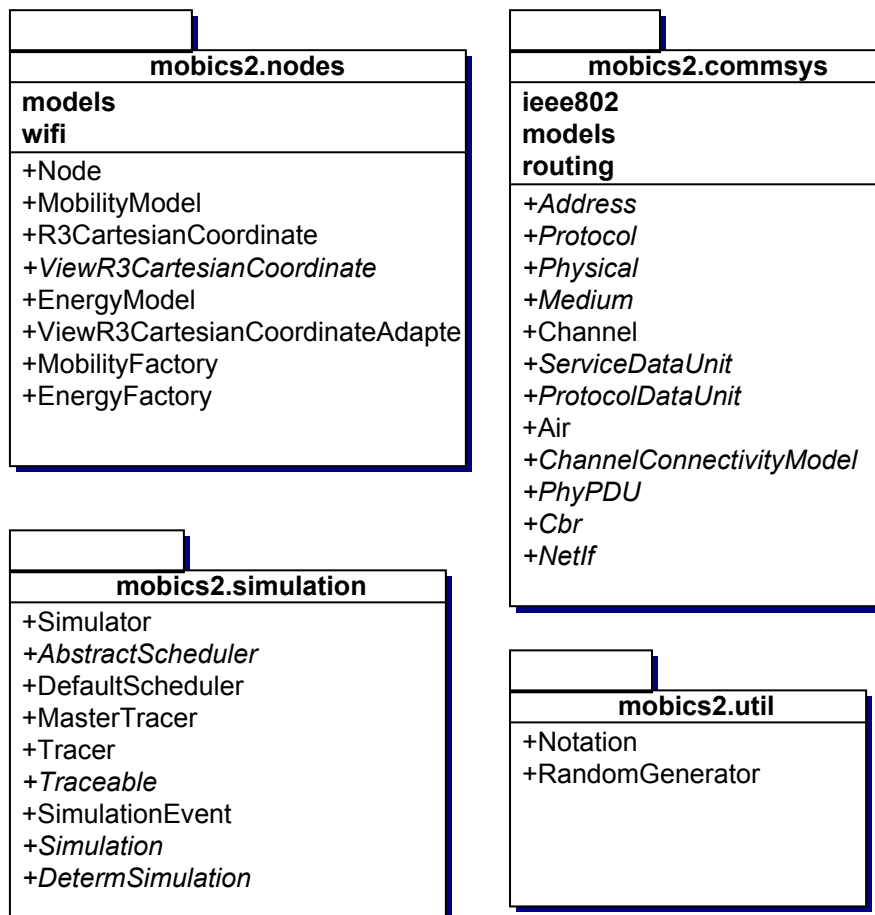 mobics2.nodes
models
wifi
+Node
+MobilityModel
+R3CartesianCoordinate
+ViewR3CartesianCoordinate
+EnergyModel
+ViewR3CartesianCoordinateAdapte
+MobilityFactory
+EnergyFactory
mobics2.commsys
ieee802
models
routing
+Address
+Protocol
+Physical
+Medium
+Channel
+ServiceDataUnit
+ProtocolDataUnit
+Air
+ChannelConnectivityModel
+PhyPDU
+Cbr
+NetIf
mobics2.simulation
+Simulator
+AbstractScheduler
+DefaultScheduler
+MasterTracer
+Tracer
+Traceable
+SimulationEvent
+Simulation
+DetermSimulation
mobics2.util
+Notation
+RandomGenerator